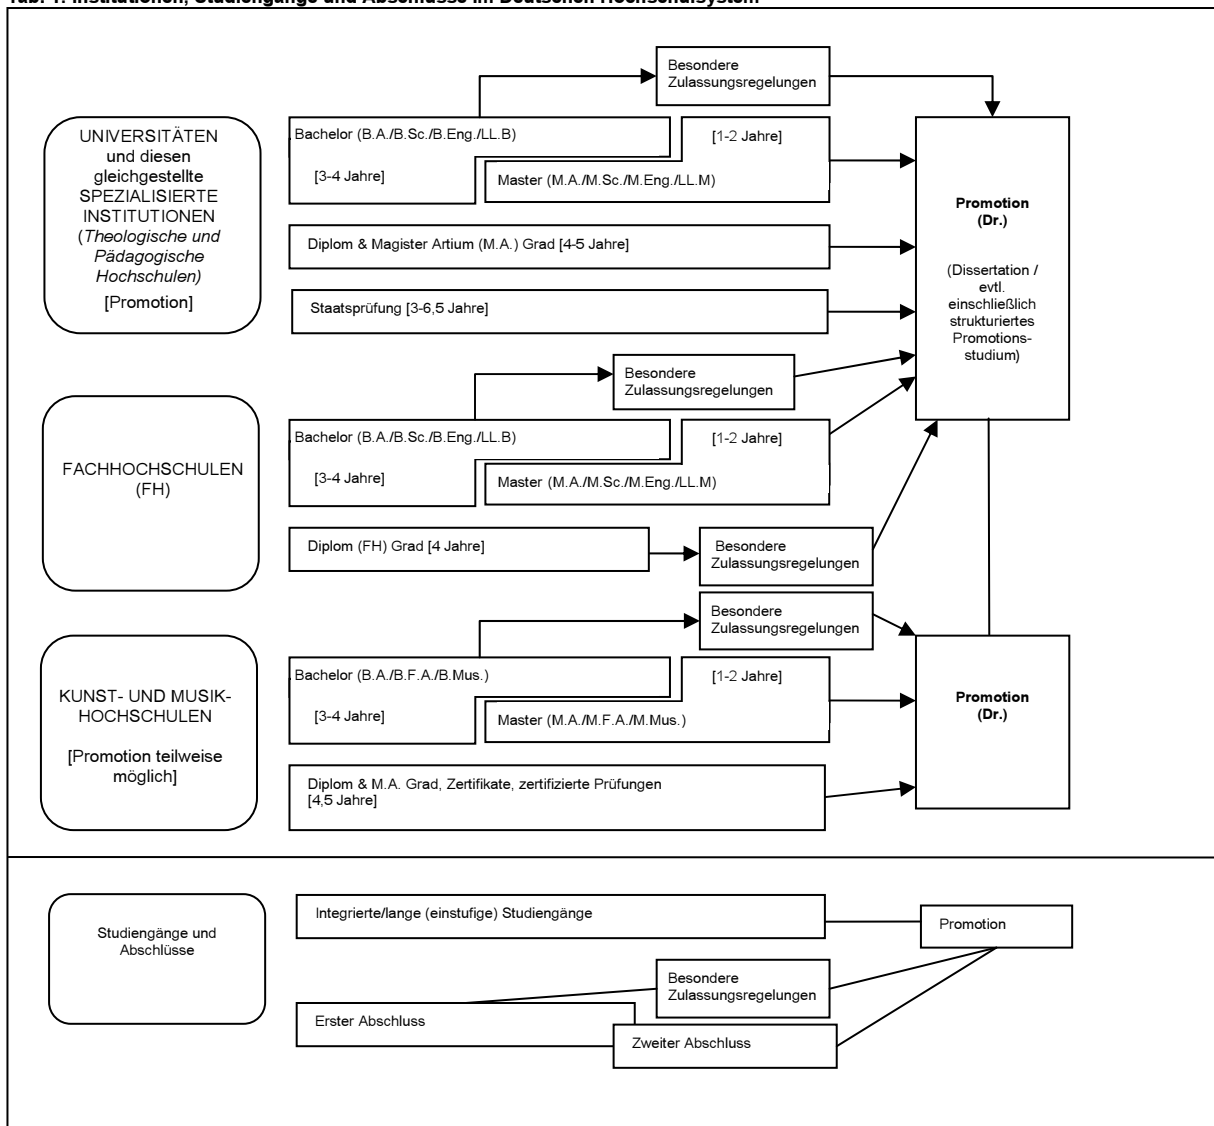 Tab. 1: Institutionen, Studiengänge und Abschlüsse im Deutschen Hochschulsystem
Besondere
Zulassungsregelungen
UNIVERSITÄTEN
und diesen
gleichgestellte
SPEZIALISIERTE
INSTITUTIONEN
(Theologische und
Pädagogische
Hochschulen)
[Promotion]
Bachelor (B.A./B.Sc./B.Eng./LL.B)
[3-4 Jahre]
[1-2 Jahre]
Master (M.A./M.Sc./M.Eng./LL.M)
Diplom & Magister Artium (M.A.) Grad [4-5 Jahre]
Staatsprüfung [3-6,5 Jahre]
Promotion
(Dr.)
(Dissertation /
evtl.
einschließlich
strukturiertes
Promotions-
studium)
Besondere
Zulassungsregelungen
FACHHOCHSCHULEN
(FH)
Bachelor (B.A./B.Sc./B.Eng./LL.B)
[3-4 Jahre]
[1-2 Jahre]
Master (M.A./M.Sc./M.Eng./LL.M)
Diplom (FH) Grad [4 Jahre]
Besondere
Zulassungsregelungen
Besondere
Zulassungsregelungen
KUNST- UND MUSIK-
HOCHSCHULEN
[Promotion teilweise
möglich]
Bachelor (B.A./B.F.A./B.Mus.)
[3-4 Jahre]
[1-2 Jahre]
Master (M.A./M.F.A./M.Mus.)
Diplom & M.A. Grad, Zertifikate, zertifizierte Prüfungen
[4,5 Jahre]
Promotion
(Dr.)
Studiengänge und
Abschlüsse
Integrierte/lange (einstufige) Studiengänge
Promotion
Besondere
Zulassungsregelungen
Erster Abschluss
Zweiter Abschluss